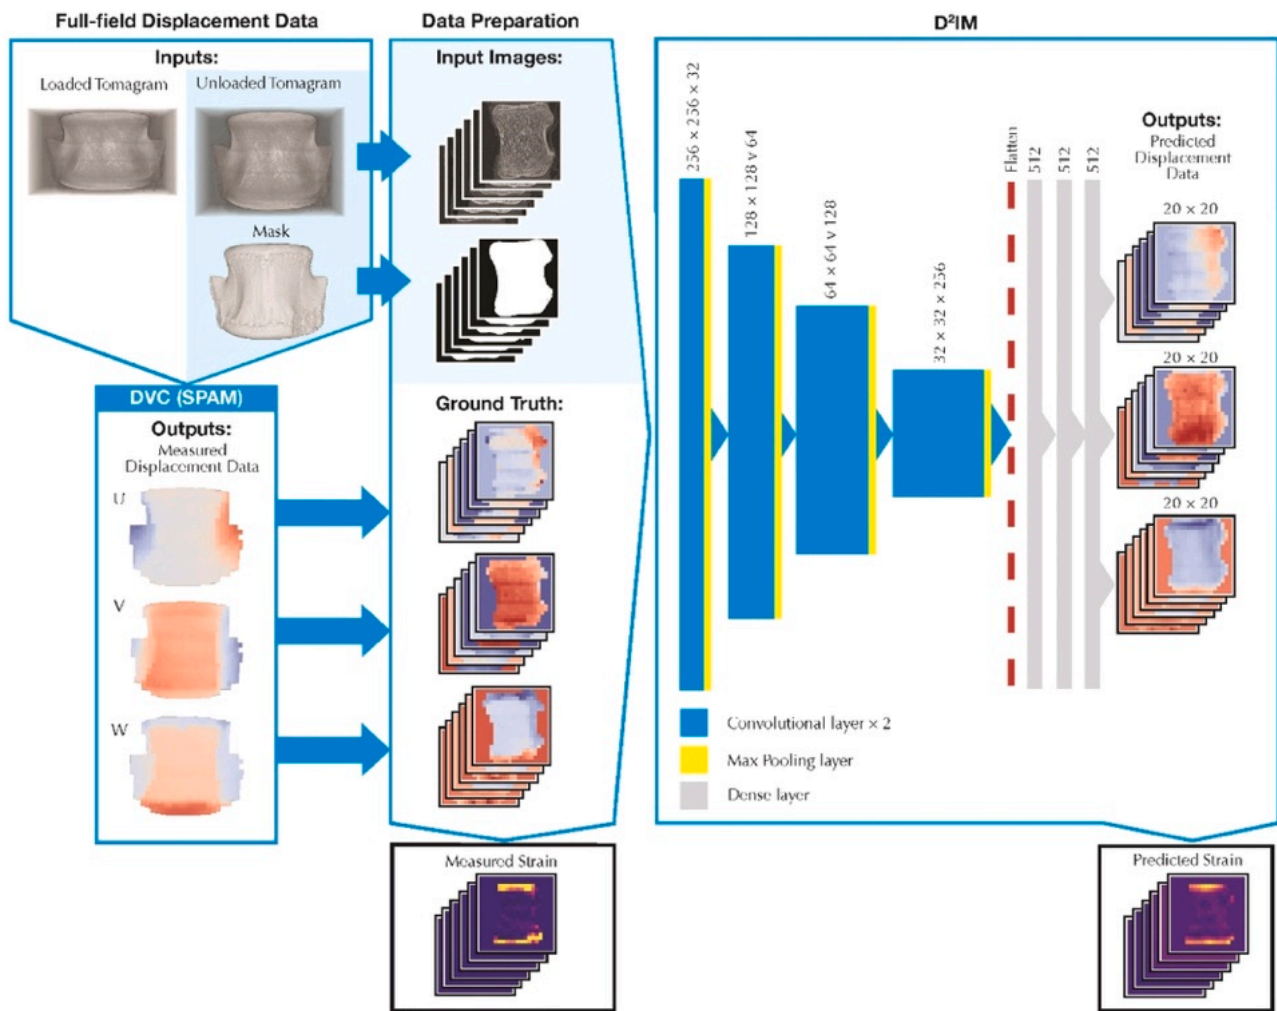 Full-field Displacement Data
Inputs:
Loaded Tomagram
Unloaded Tomagram
Mask
DVC (SPAM)
Outputs:
Measured
Displacement Data
U
V
W
Data Preparation
Input Images:
Ground Truth:
Measured Strain
D²IM
256 × 256 × 32
128 × 128 v 64
64 × 64 v 128
32 × 32 × 256
Flatten
512
512
512
Outputs:
Predicted
Displacement
Data
20 × 20
20 × 20
20 × 20
Convolutional layer × 2
Max Pooling layer
Dense layer
Predicted Strain